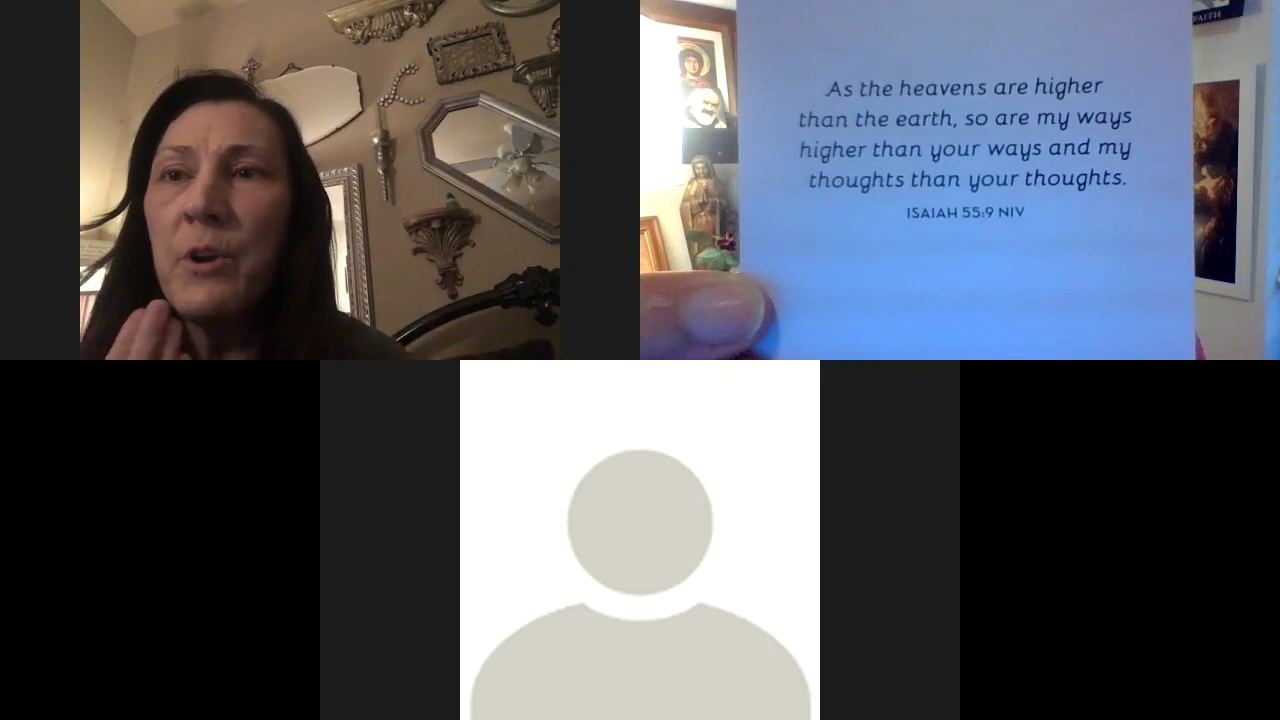 FAITH
As the heavens are higher
than the earth, so are my ways
higher than your ways and my
thoughts than your thoughts.
ISAIAH 55:9 NIV